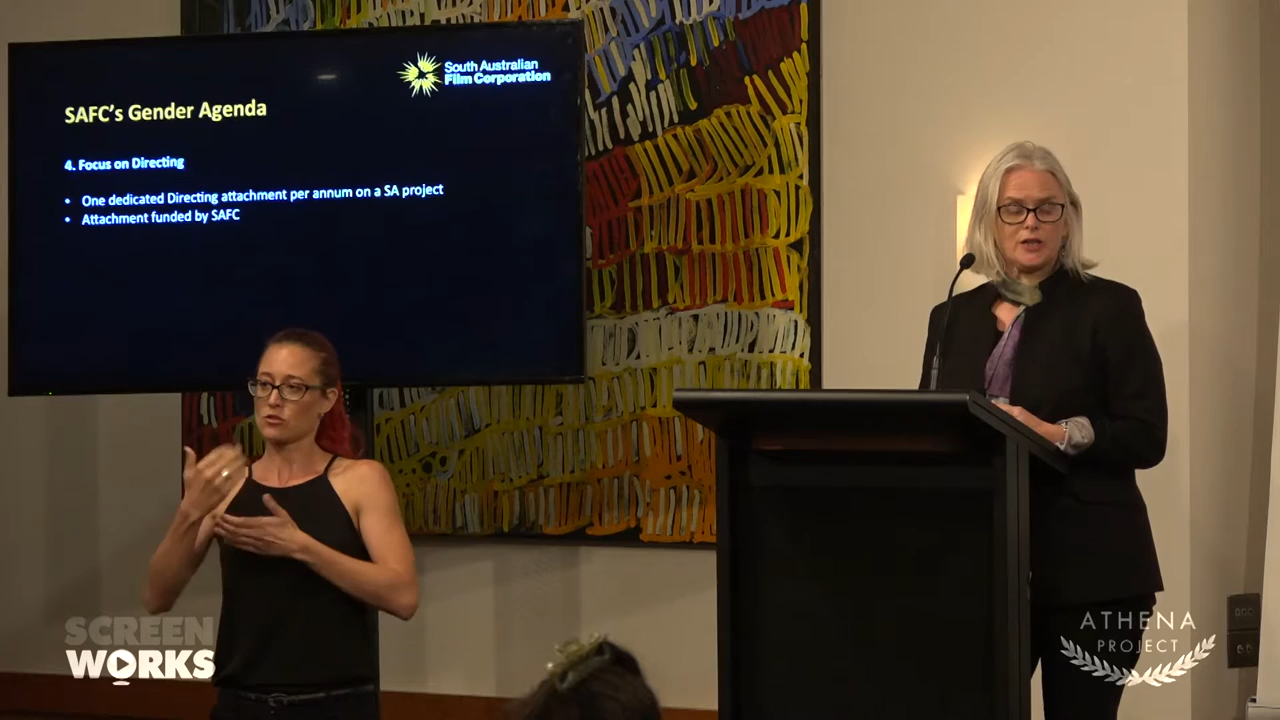 South Australian
Film Corporation
SAFC's Gender Agenda
4. Focus on Directing
• One dedicated Directing attachment per annum on a SA project
• Attachment funded by SAFC
SCREEN
WORKS
ATHENA
PROJECT